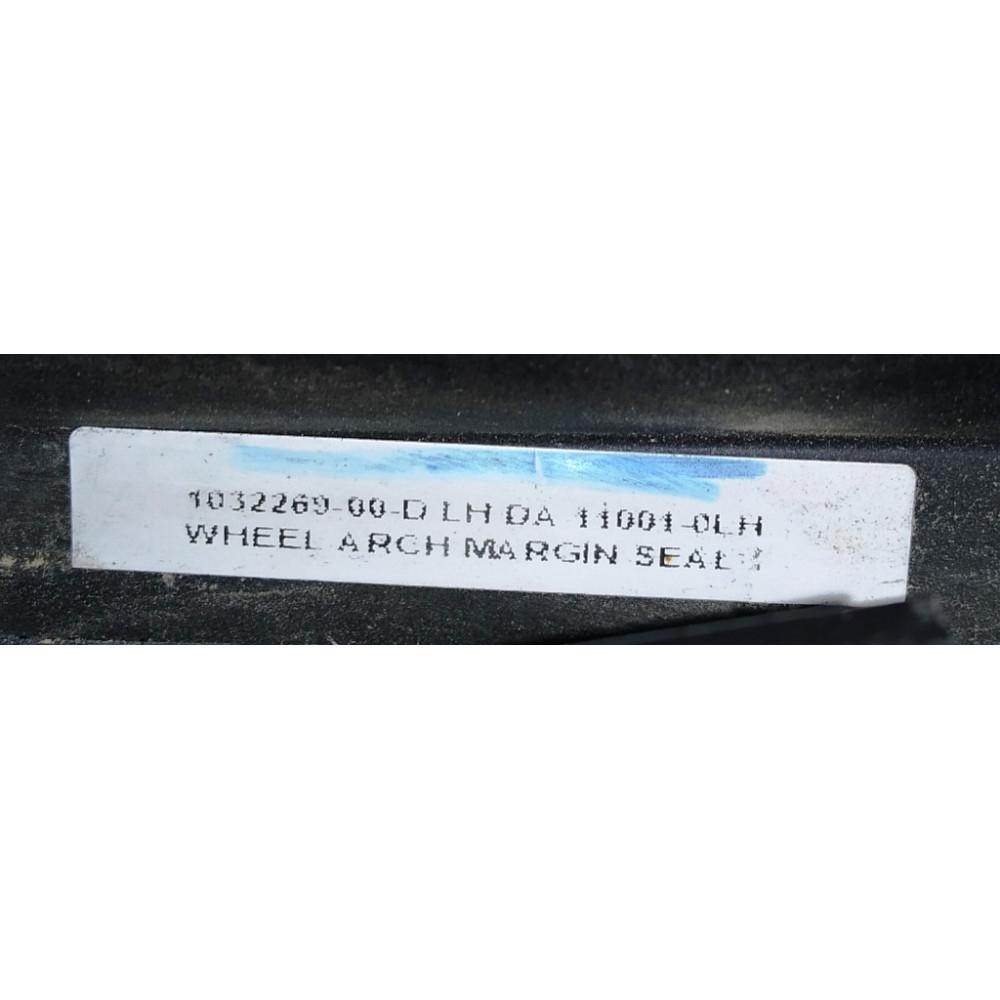 1032269-00-D LH DA 11001-0LH
WHEEL ARCH MARGIN SEAL